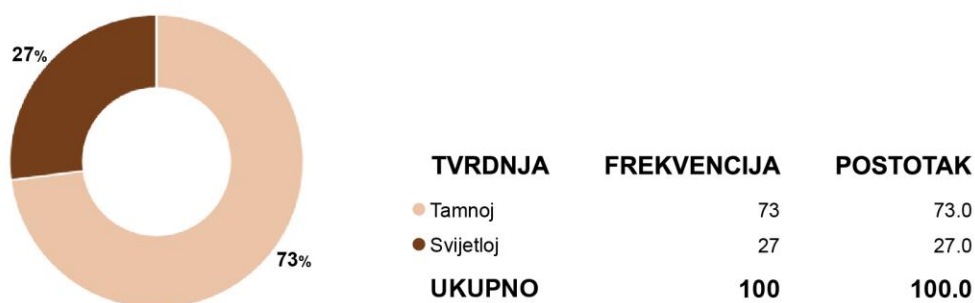 27%
73%
TVRDNJA FREKVENCIJA POSTOTAK
Tamnoj 73 73.0
Svijetloj 27 27.0
UKUPNO 100 100.0